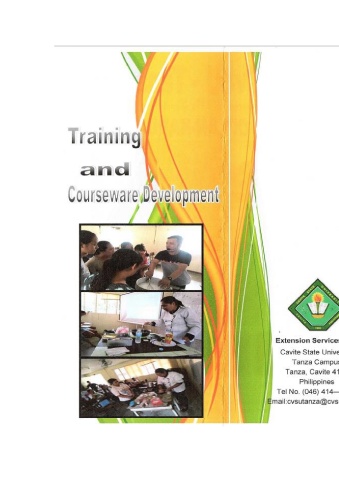 Training
and
Courseware Development
Extension Services
Cavite State Unive
Tanza Campu
Tanza, Cavite 41
Philippines
Tel No. (046) 414—
Email:cvsutanza@cvs